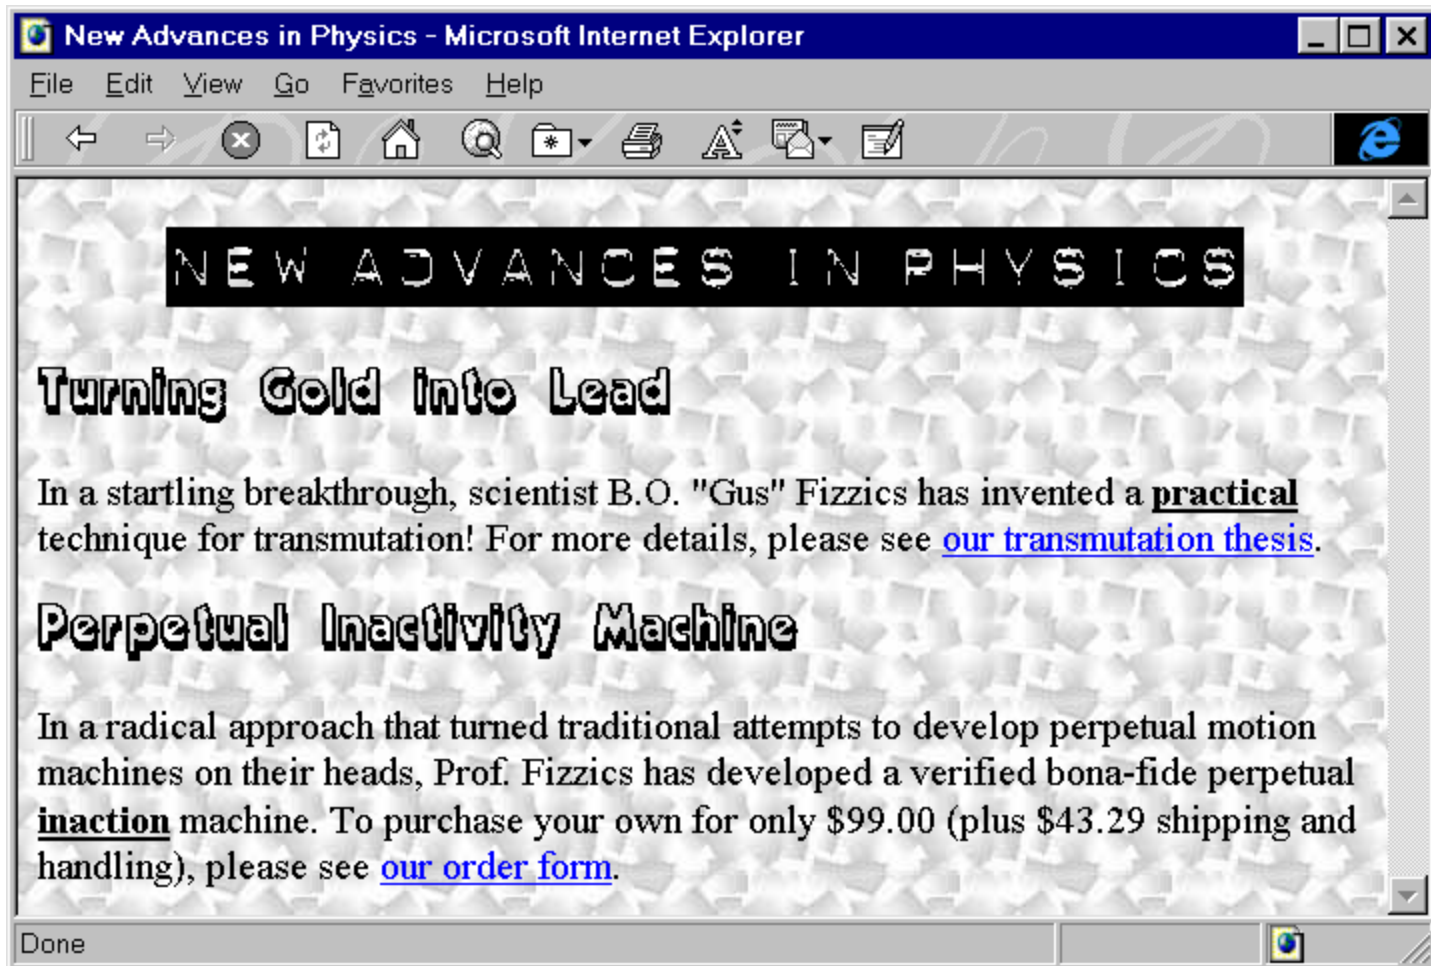 New Advances in Physics - Microsoft Internet Explorer
File Edit View Go Favorites Help
NEW ADVANCES IN PHYSICS
Turning Gold into Lead
In a startling breakthrough, scientist B.O. "Gus" Fizzics has invented a practical
technique for transmutation! For more details, please see our transmutation thesis.
Perpetual Inactivity Machine
In a radical approach that turned traditional attempts to develop perpetual motion
machines on their heads, Prof. Fizzics has developed a verified bona-fide perpetual
inaction machine. To purchase your own for only $99.00 (plus $43.29 shipping and
handling), please see our order form.
Done